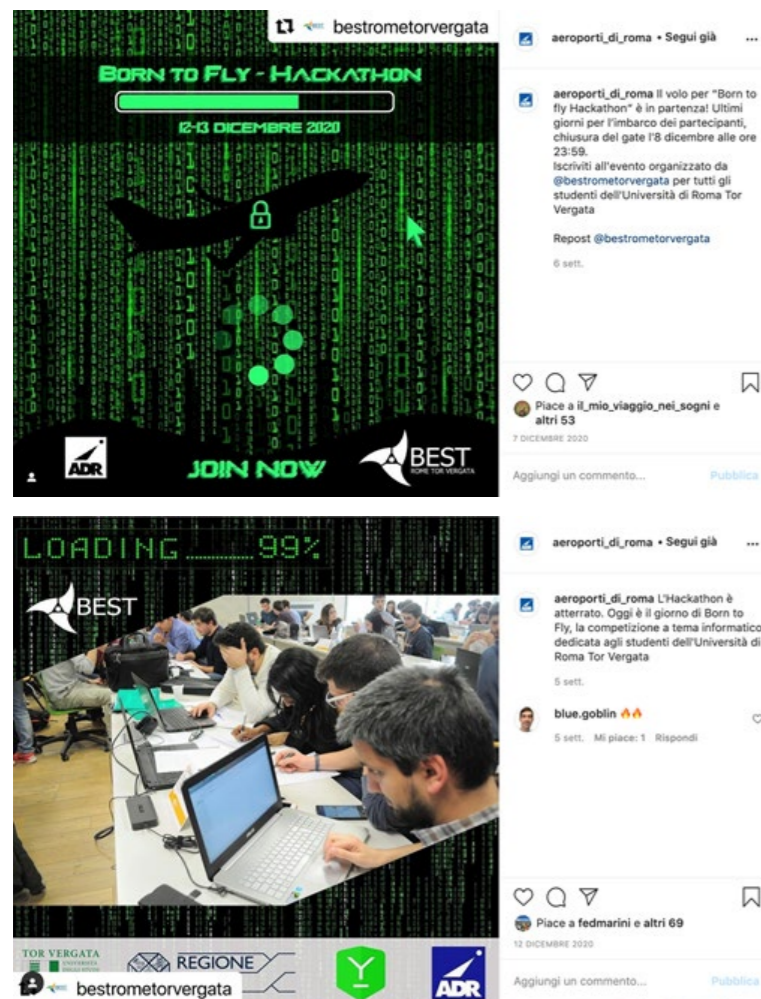 bestrometorvergata
BORN TO FLY - HACKATHON
12-13 DICEMBRE 2020
ADR
JOIN NOW
BEST
ROME TOR VERGATA
aeroporti_di_roma • Segui già
aeroporti_di_roma Il volo per "Born to
fly Hackathon" è in partenza! Ultimi
giorni per l'imbarco dei partecipanti,
chiusura del gate l'8 dicembre alle ore
23:59.
Iscriviti all'evento organizzato da
@bestrometorvergata per tutti gli
studenti dell'Università di Roma Tor
Vergata
Repost @bestrometorvergata
6 sett.
Piace a il_mio_viaggio_nei_sogni e
altri 53
7 DICEMBRE 2020
Aggiungi un commento...
Pubblica
LOADING ............ 99%
BEST
TOR VERGATA
REGIONE
ADR
bestrometorvergata
aeroporti_di_roma • Segui già
aeroporti_di_roma L'Hackathon è
atterrato. Oggi è il giorno di Born to
Fly, la competizione a tema informatico
dedicata agli studenti dell'Università di
Roma Tor Vergata
5 sett.
blue.goblin 🔥🔥
5 sett. Mi piace: 1 Rispondi
Piace a fedmarini e altri 69
12 DICEMBRE 2020
Aggiungi un commento...
Pubblica